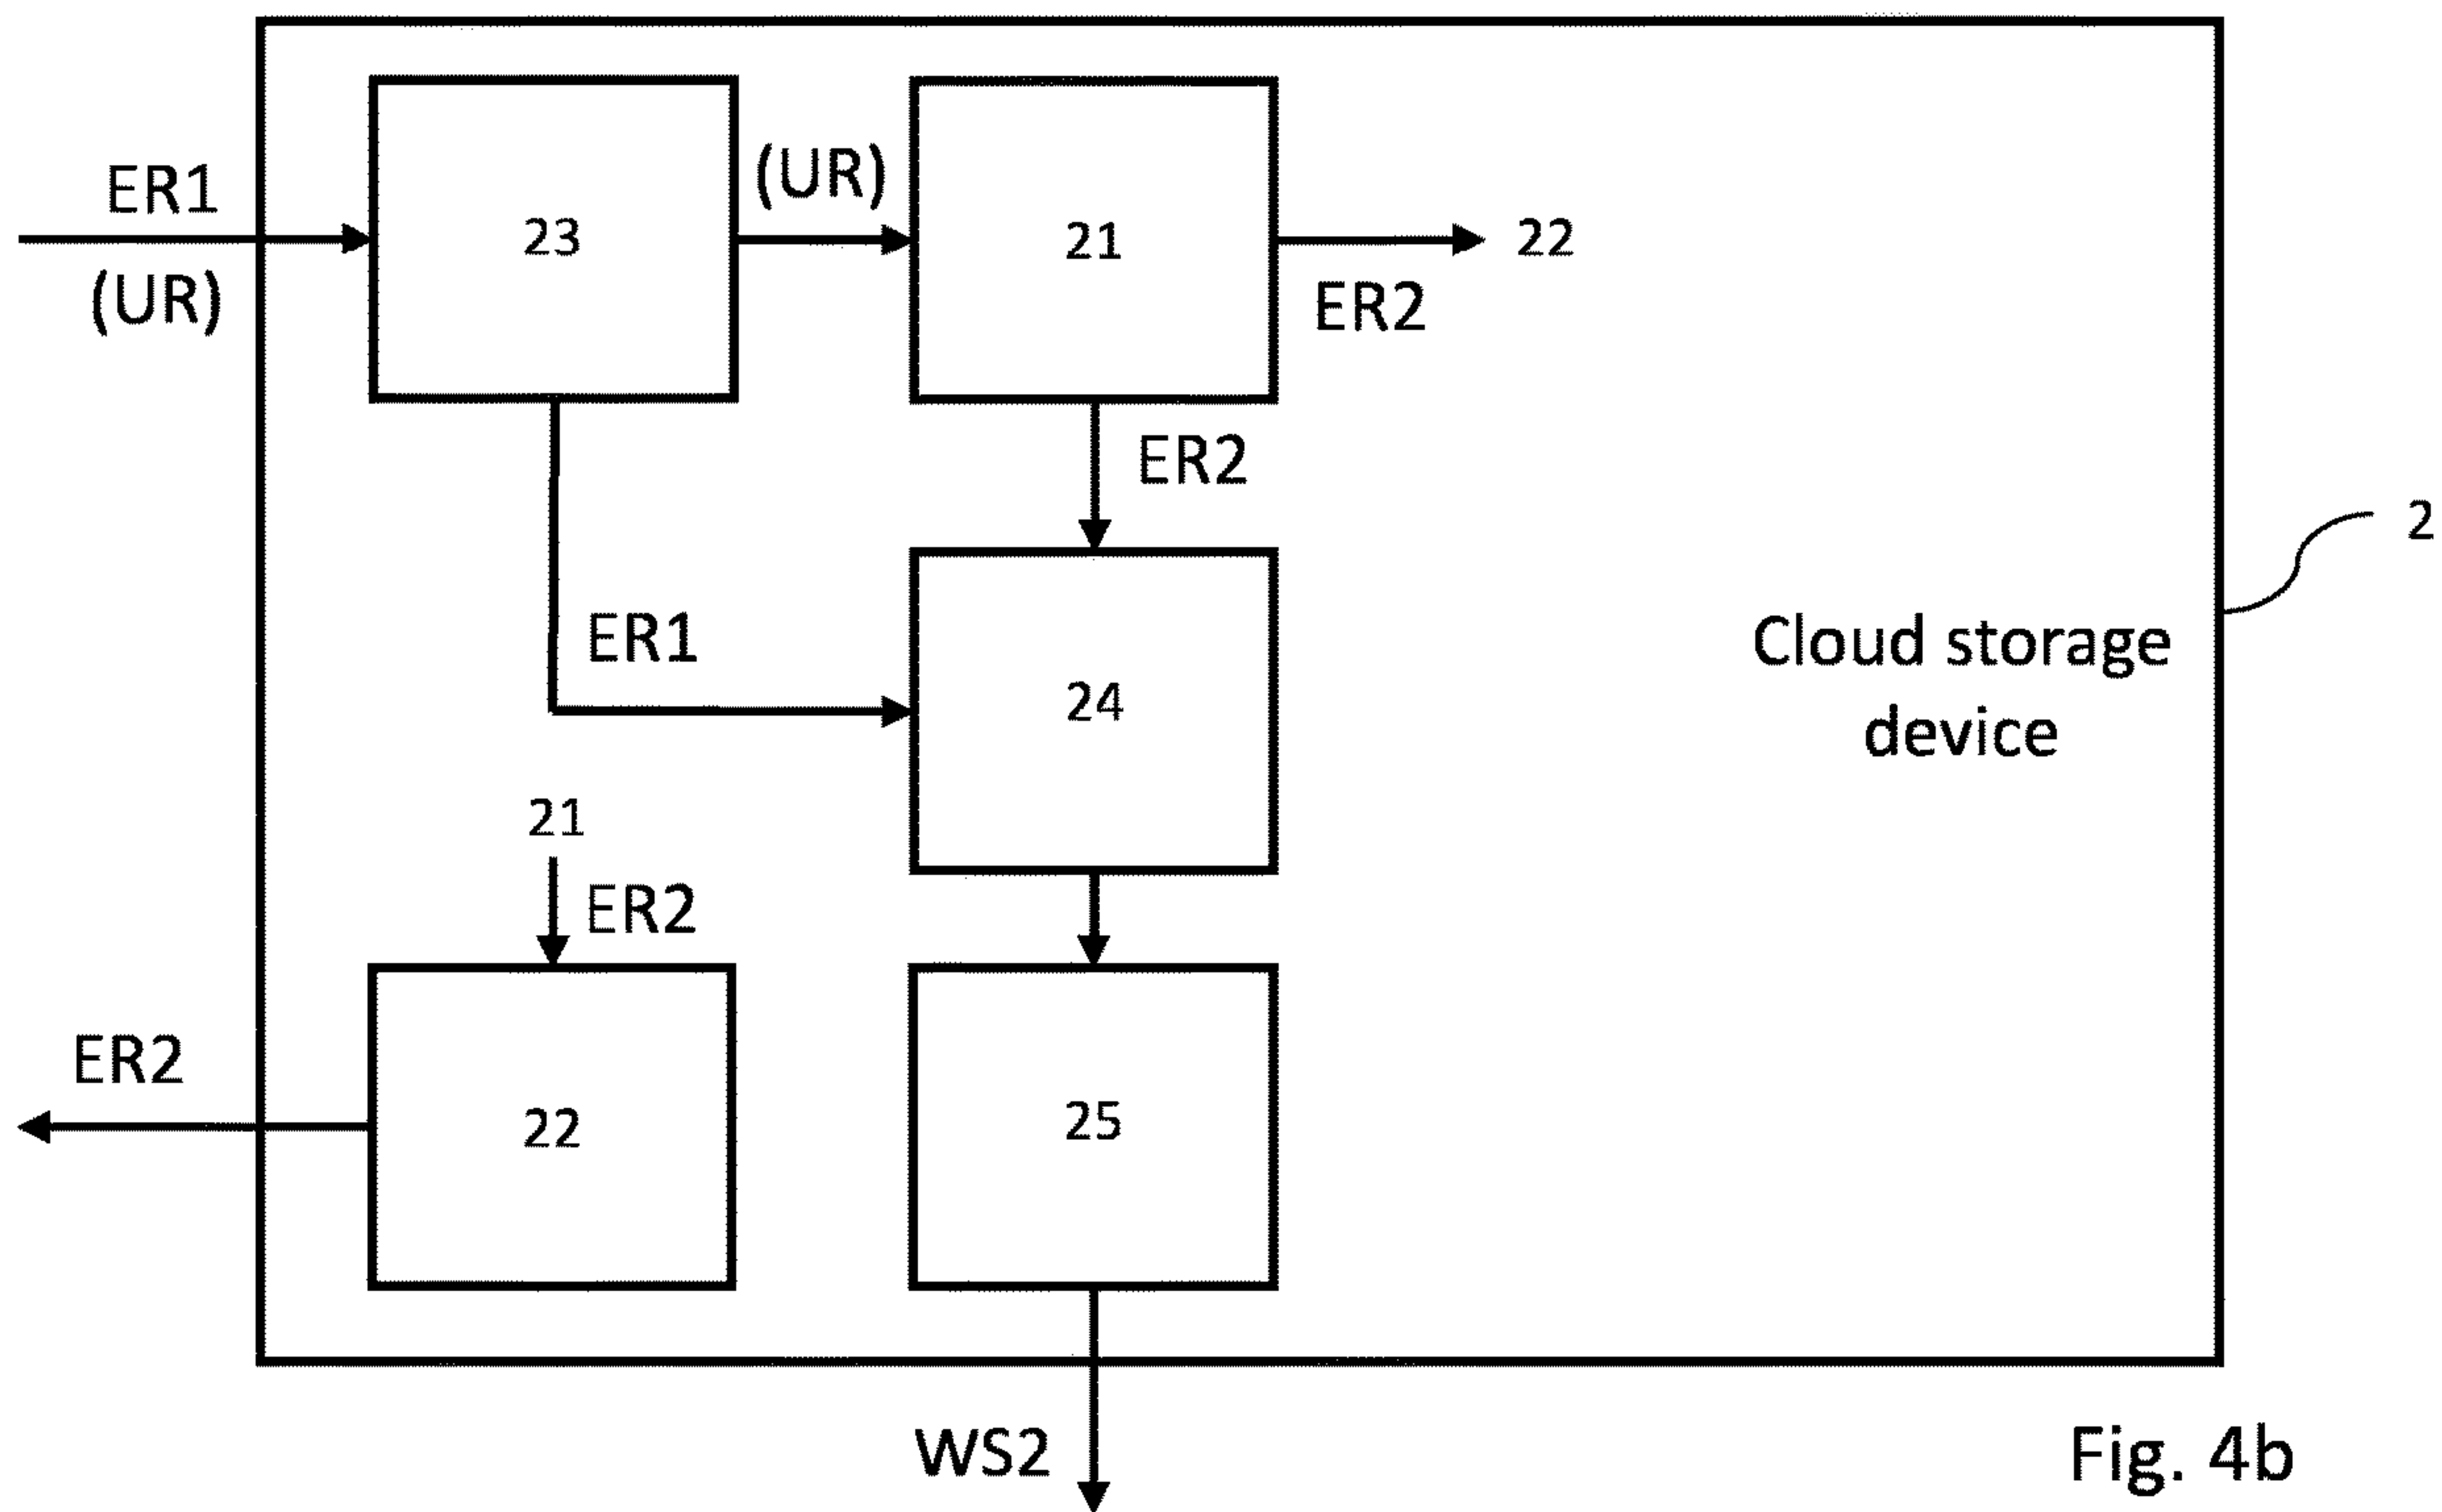 ER1
(UR)
23
(UR)
21
22
ER2
ER2
2
ER1
24
Cloud storage
device
21
ER2
ER2
22
25
WS2
Fig. 4b